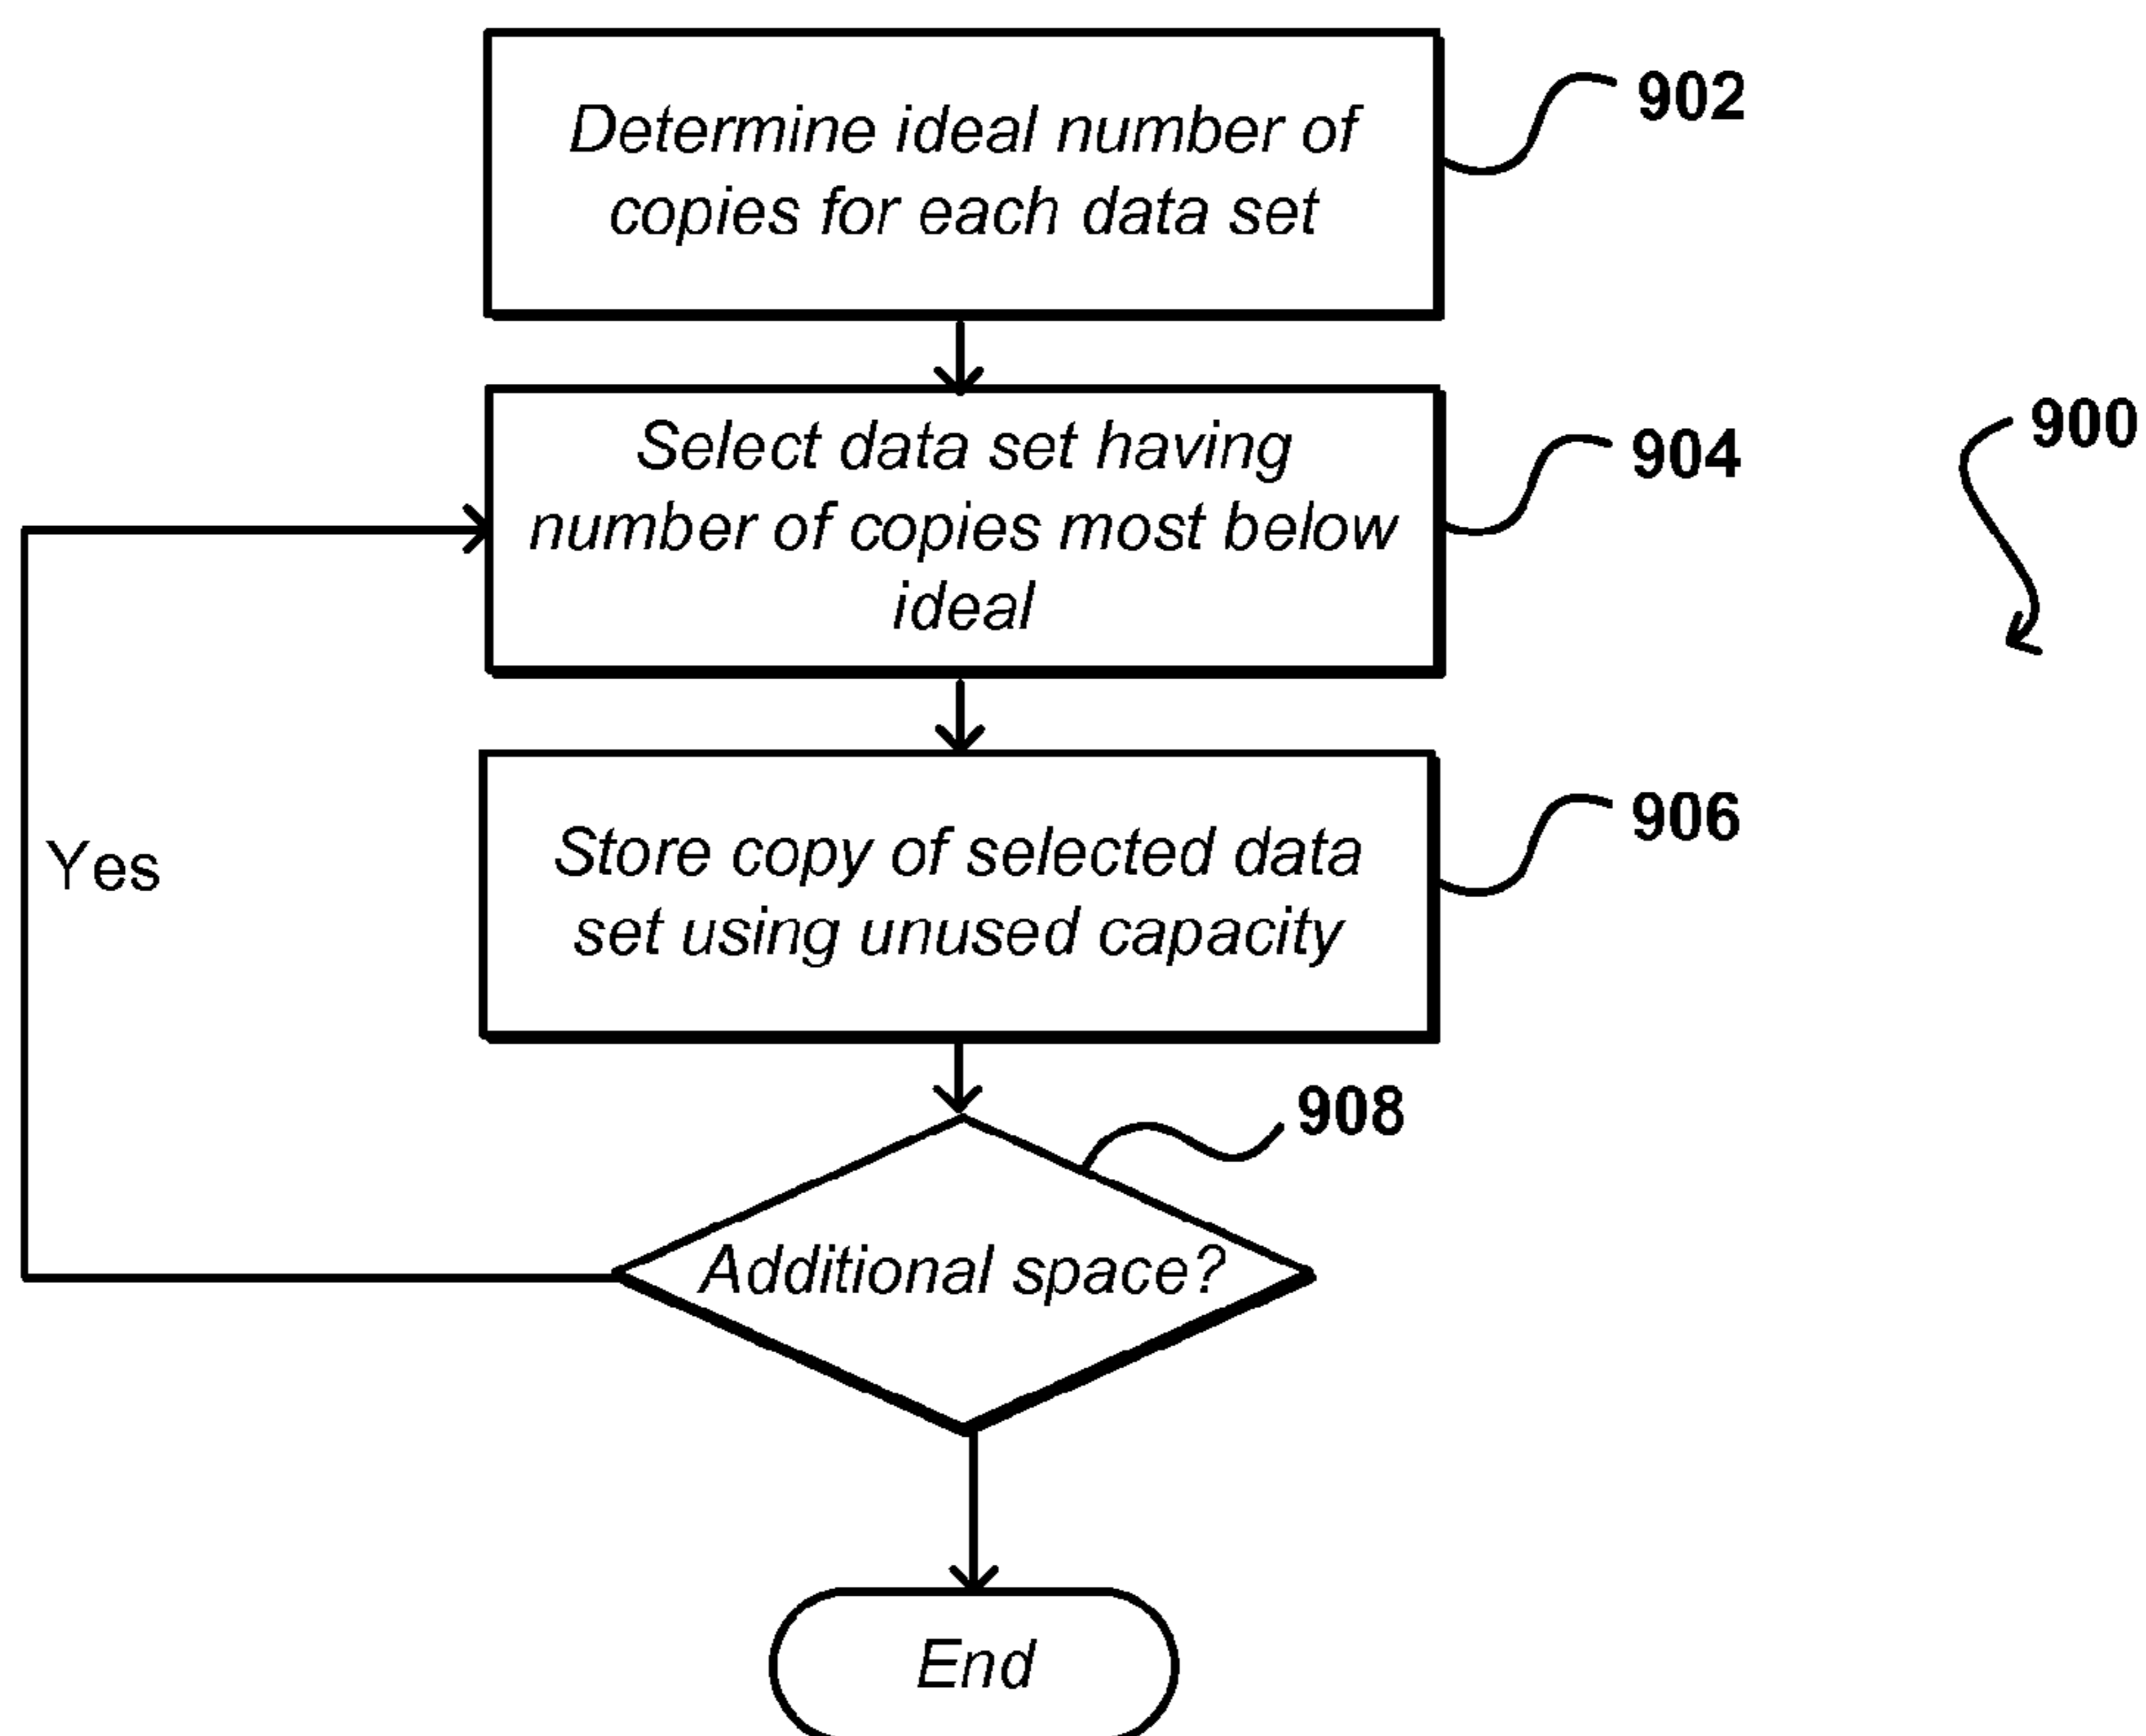 Determine ideal number of
copies for each data set
902
Select data set having
number of copies most below
ideal
904
900
Store copy of selected data
set using unused capacity
906
Yes
908
Additional space?
End